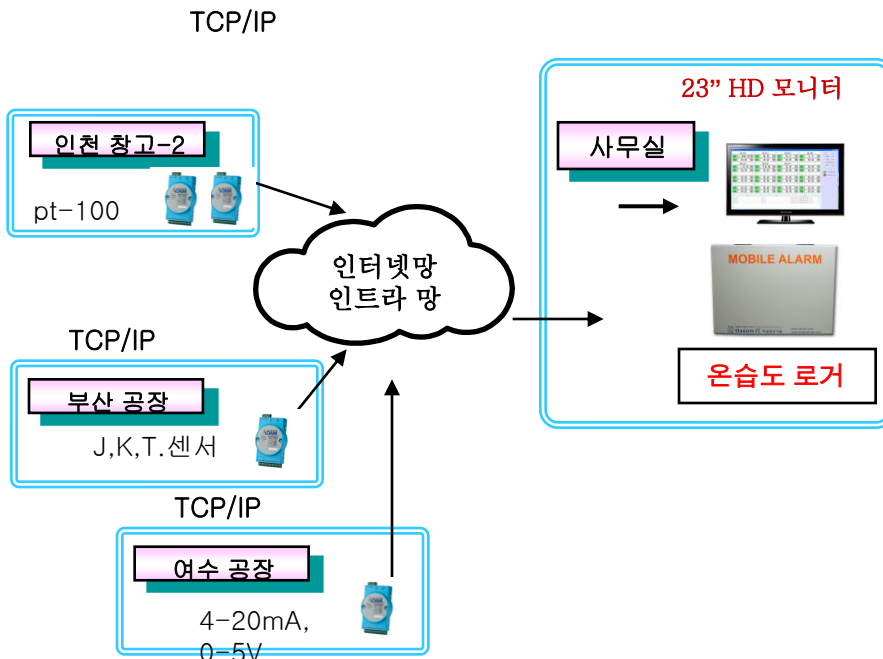 TCP/IP
인천 창고-2
pt-100
TCP/IP
부산 공장
J,K,T.센서
TCP/IP
여수 공장
4-20mA,
0-5V
인터넷망
인트라 망
23” HD 모니터
사무실
MOBILE ALARM
온습도 로거